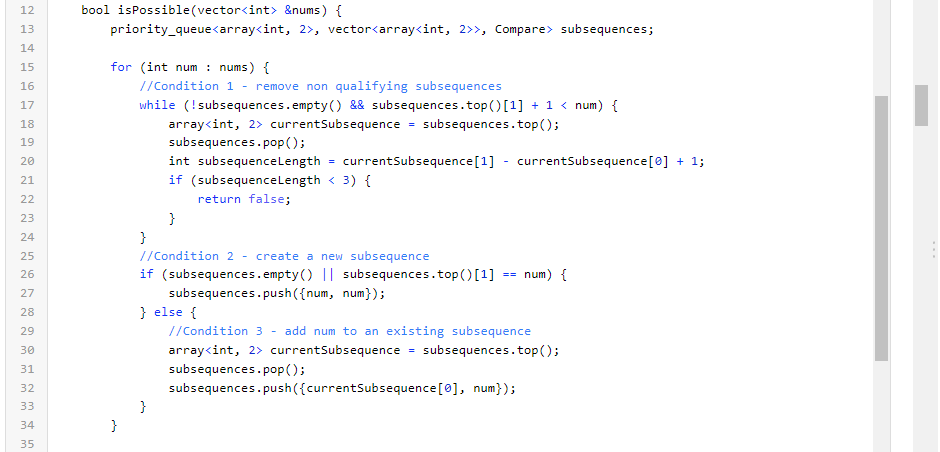 12 bool isPossible(vector<int> &nums) {
13 priority_queue<array<int, 2>, vector<array<int, 2>>, Compare> subsequences;
14
15 for (int num : nums) {
16 //Condition 1 - remove non qualifying subsequences
17 while (!subsequences.empty() && subsequences.top()[1] + 1 < num) {
18 array<int, 2> currentSubsequence = subsequences.top();
19 subsequences.pop();
20 int subsequenceLength = currentSubsequence[1] - currentSubsequence[0] + 1;
21 if (subsequenceLength < 3) {
22 return false;
23 }
24 }
25 //Condition 2 - create a new subsequence
26 if (subsequences.empty() || subsequences.top()[1] == num) {
27 subsequences.push({num, num});
28 } else {
29 //Condition 3 - add num to an existing subsequence
30 array<int, 2> currentSubsequence = subsequences.top();
31 subsequences.pop();
32 subsequences.push({currentSubsequence[0], num});
33 }
34 }
35